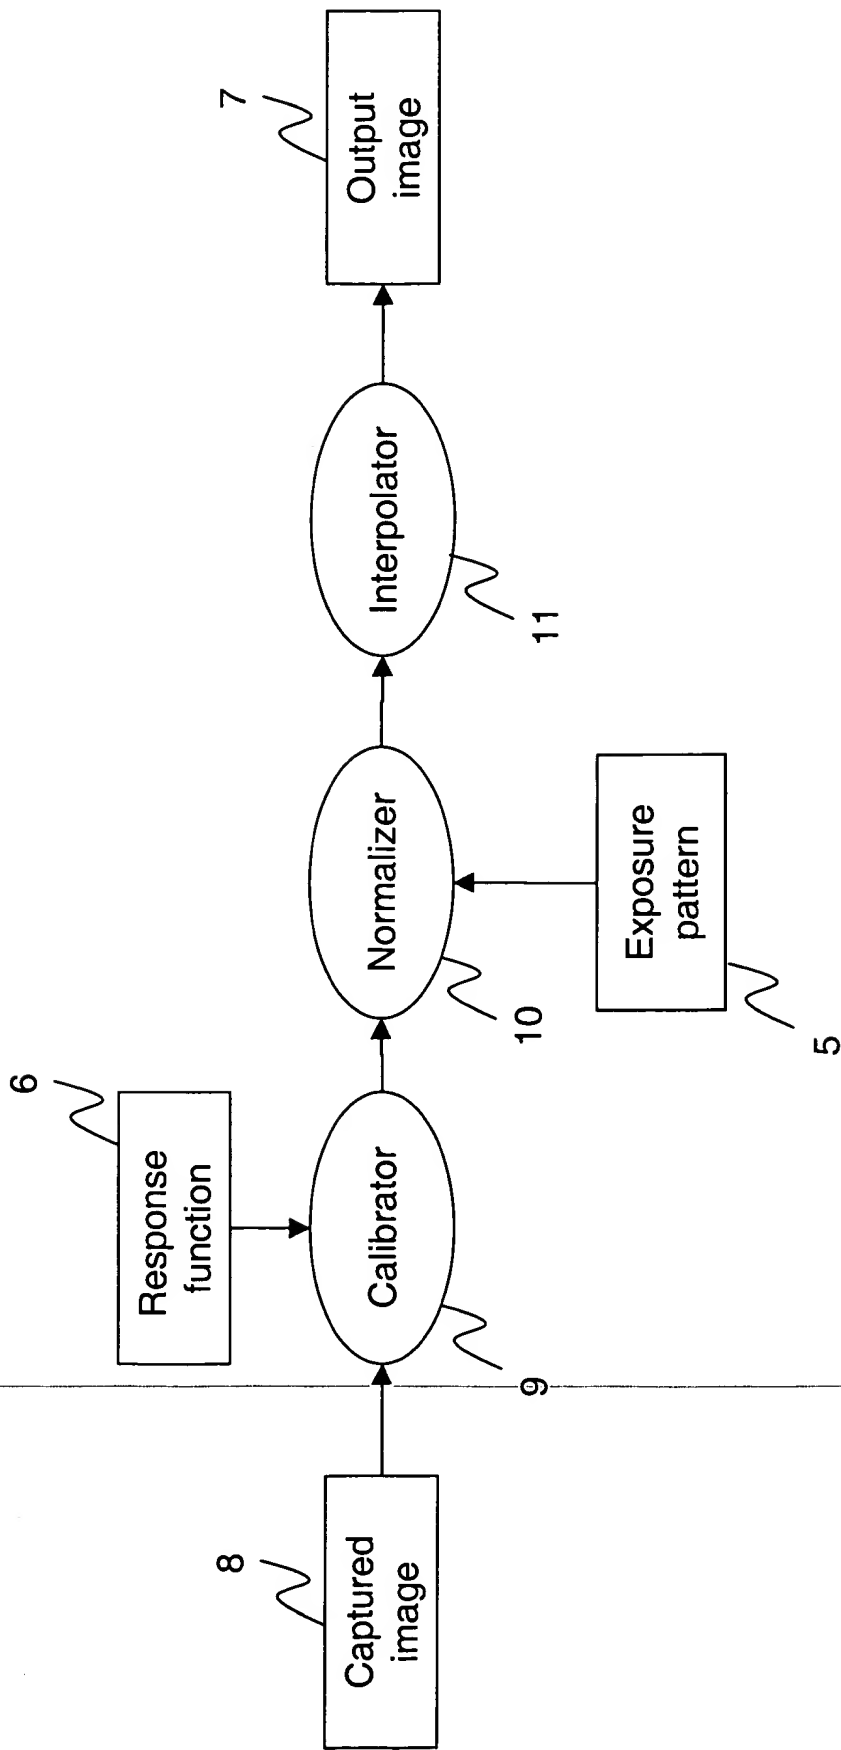 6
8
7
Response
function
Captured
image
Calibrator
Normalizer
Interpolator
Output
image
9
10
11
Exposure
pattern
5